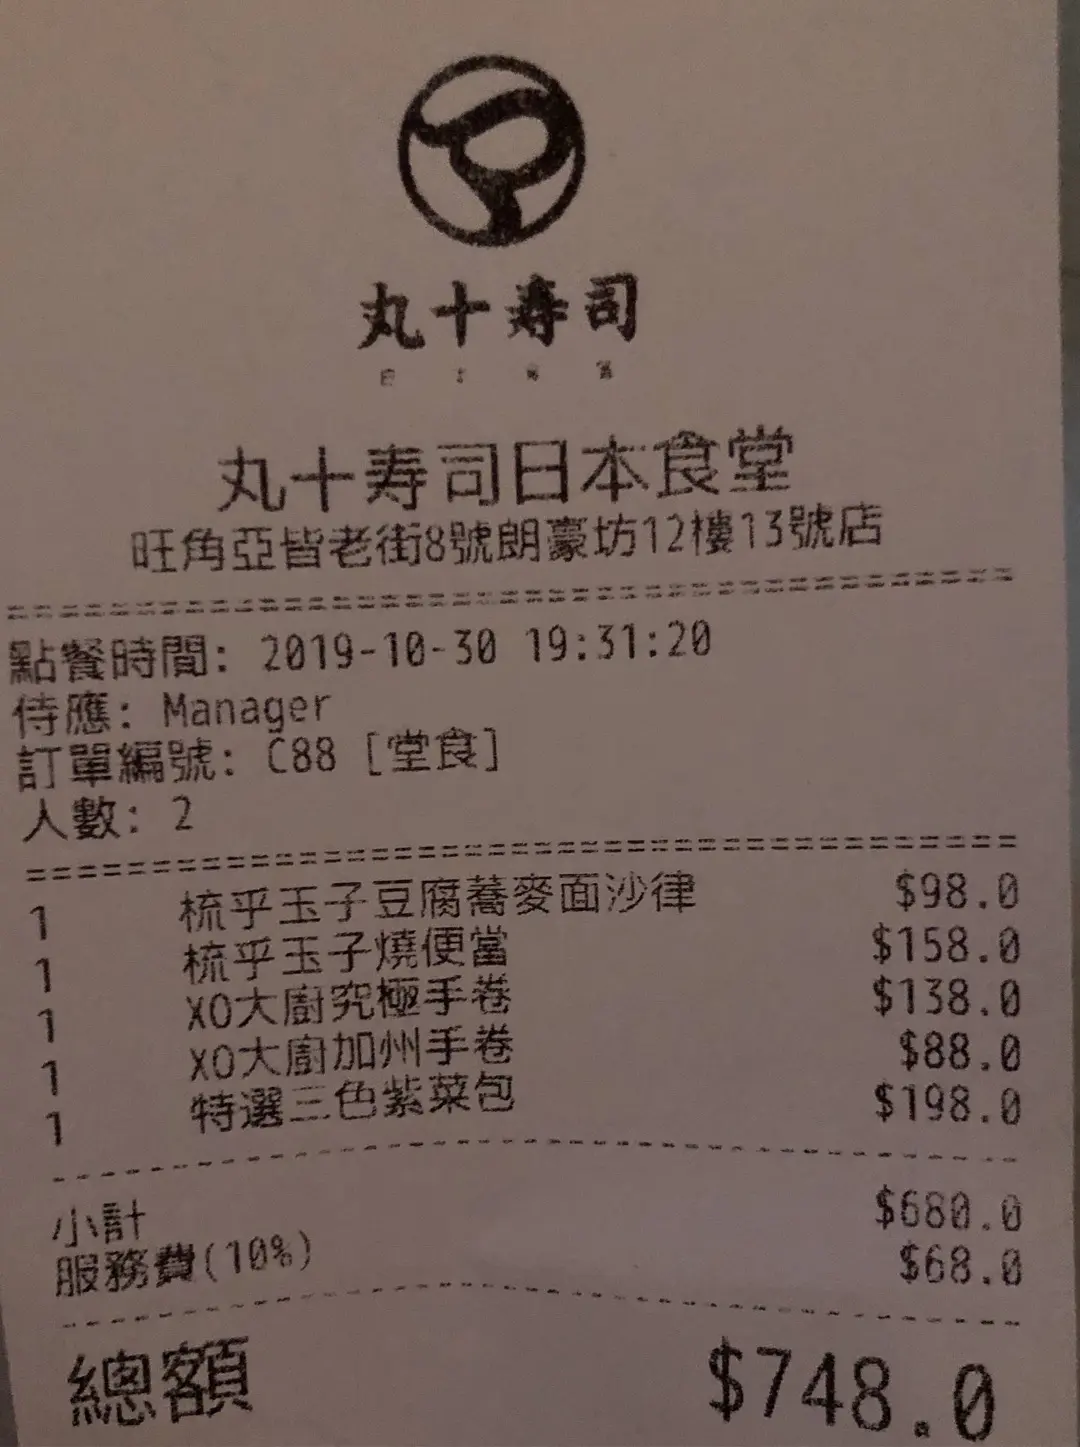 丸十壽司
丸十寿司日本食堂
旺角亞皆老街8號朗豪坊12樓13號店
點餐時間: 2019-10-30 19:31:20
侍應: Manager
訂單編號: C88 [堂食]
人數: 2
1 梳乎玉子豆腐蕎麥面沙律 $98.0
1 梳乎玉子燒便當 $158.0
1 XO大廚究極手卷 $138.0
1 XO大廚加州手卷 $88.0
1 特選三色紫菜包 $198.0
小計 $680.0
服務費(10%) $68.0
總額 $748.0